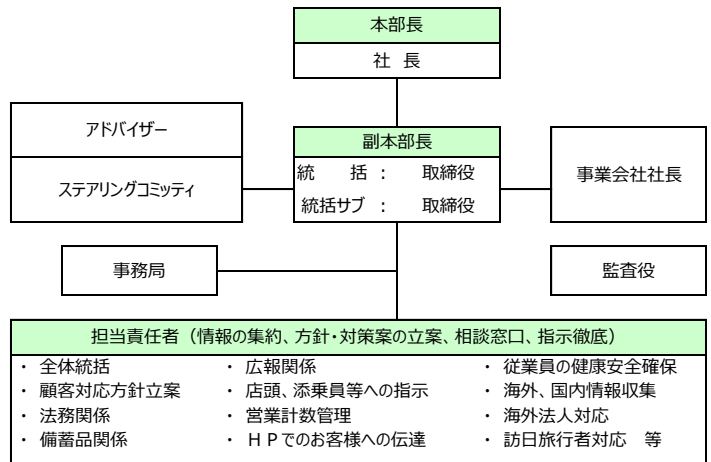 本部長
社 長
アドバイザー
ステアリングコミッティ
副本部長
統　括： 取締役
統括サブ： 取締役
事業会社社長
事務局
監査役
担当責任者（情報の集約、方針・対策案の立案、相談窓口、指示徹底）
・ 全体統括
・ 顧客対応方針立案
・ 法務関係
・ 備蓄品関係
・ 広報関係
・ 店頭、添乗員等への指示
・ 営業計数管理
・ ＨＰでのお客様への伝達
・ 従業員の健康安全確保
・ 海外、国内情報収集
・ 海外法人対応
・ 訪日旅行者対応　等